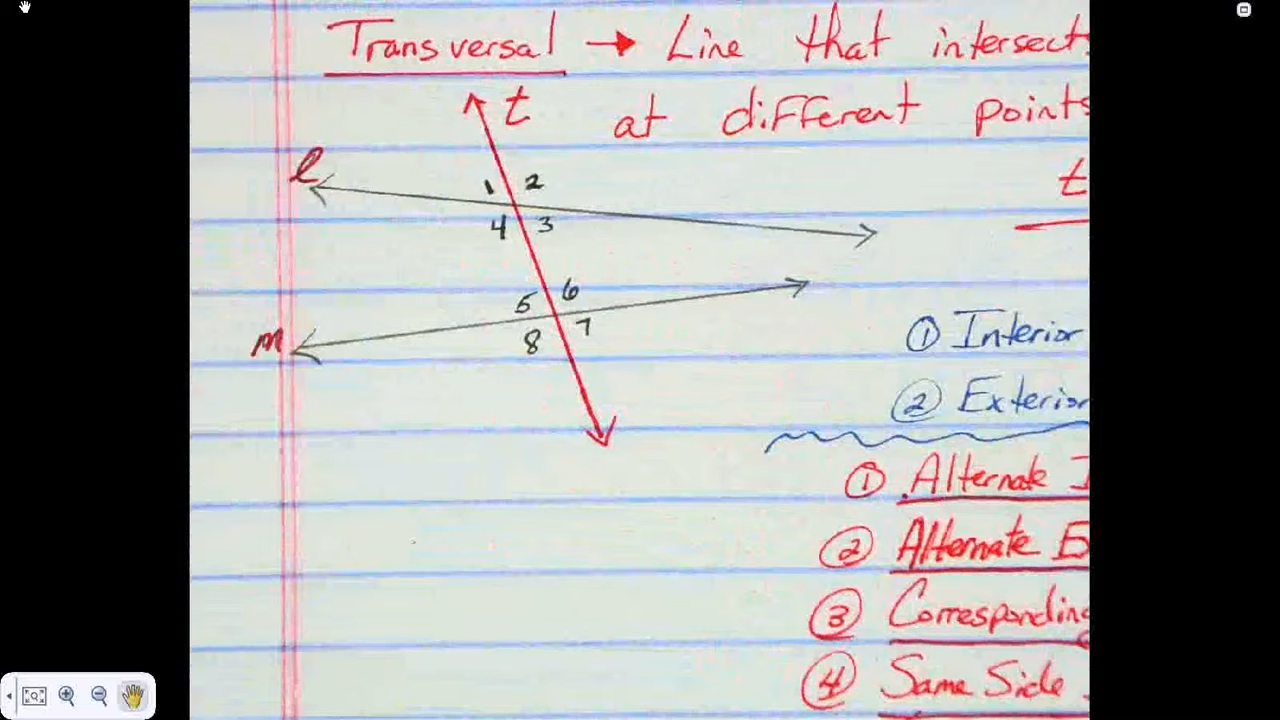 Transversal → Line that intersect
t
at different points
l
1 2
t
4 3
5 6
① Interior
m
8 7
② Exterior
① Alternate I
② Alternate E
③ Corresponding
④ Same Side